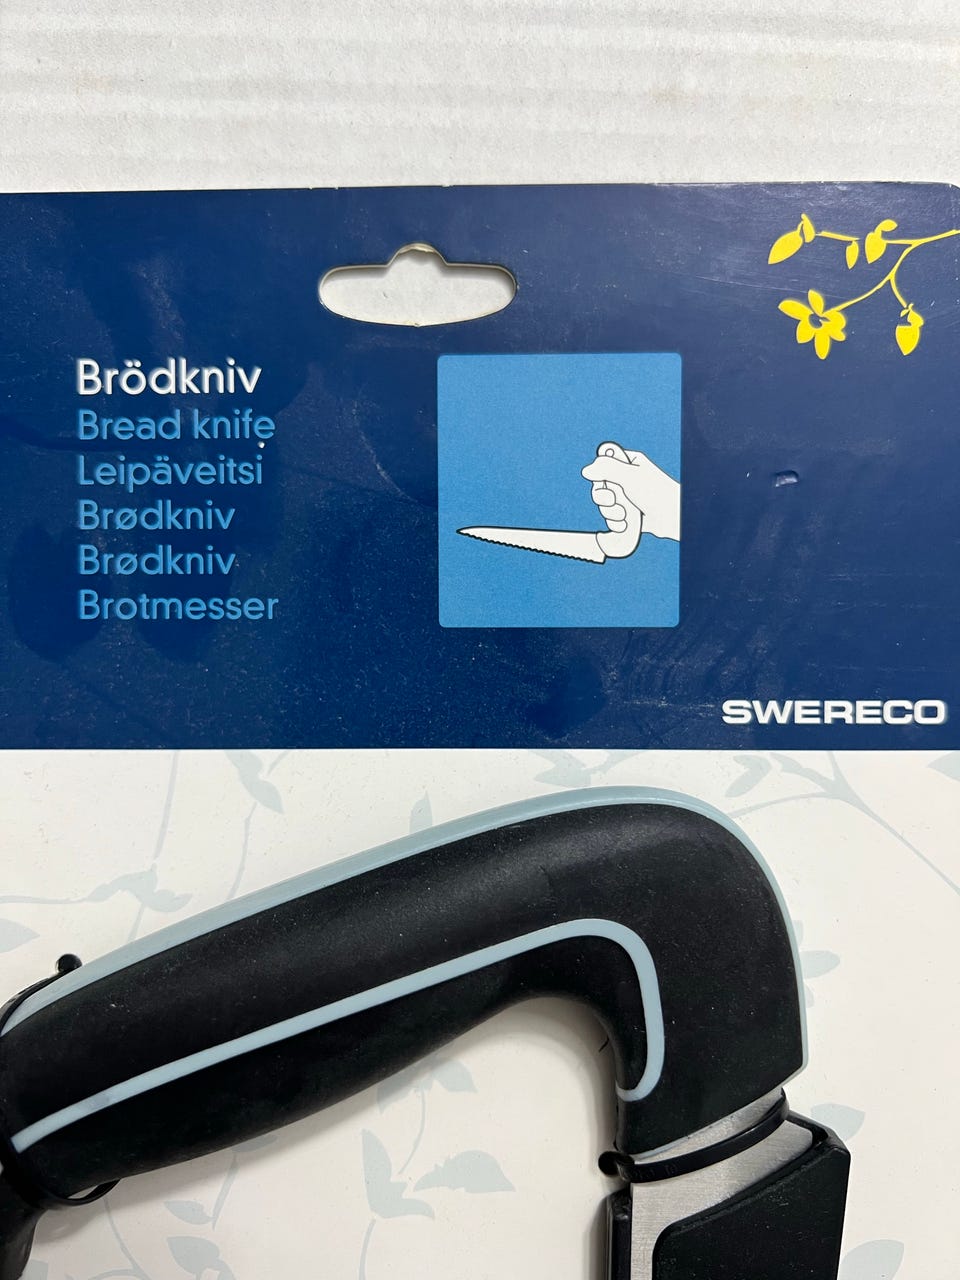 Brödkniv
Bread knife
Leipäveitsi
Brødkniv
Brødkniv
Brotmesser
SWERECO